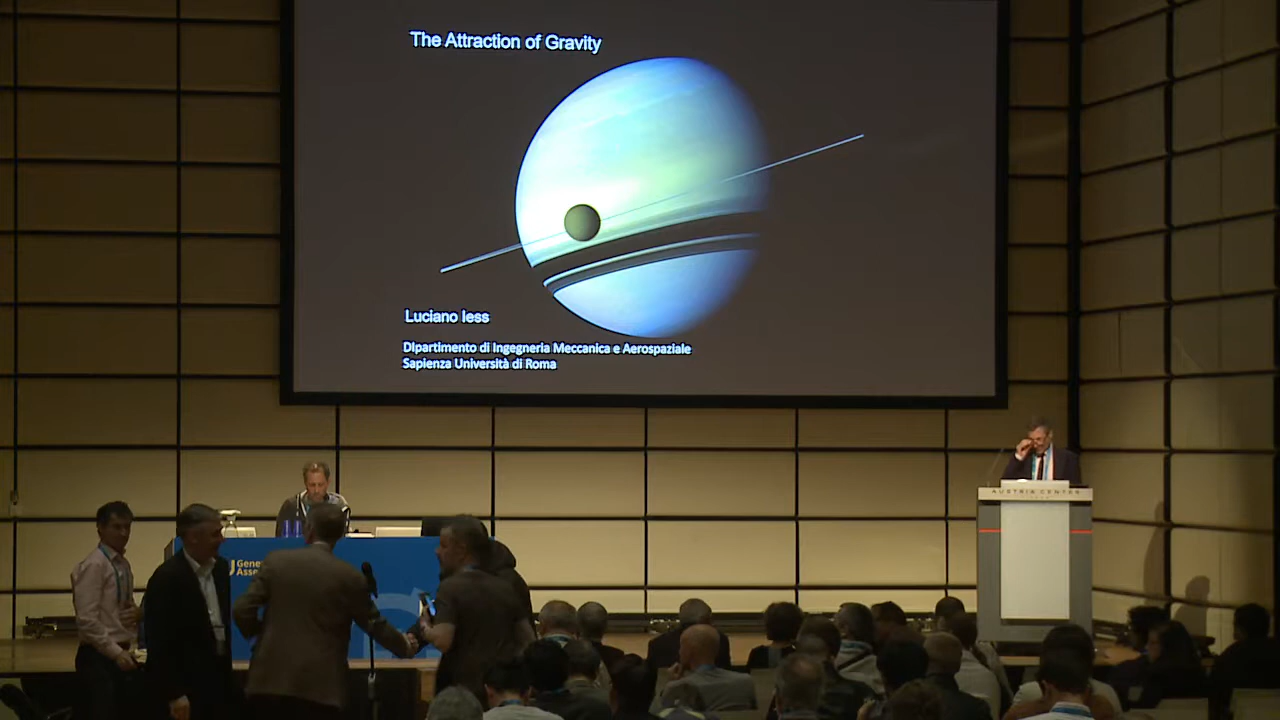 The Attraction of Gravity
Luciano Iess
DIpartimento di Ingegneria Meccanica e Aerospaziale
Sapienza Università di Roma
AUSTRIA CENTER